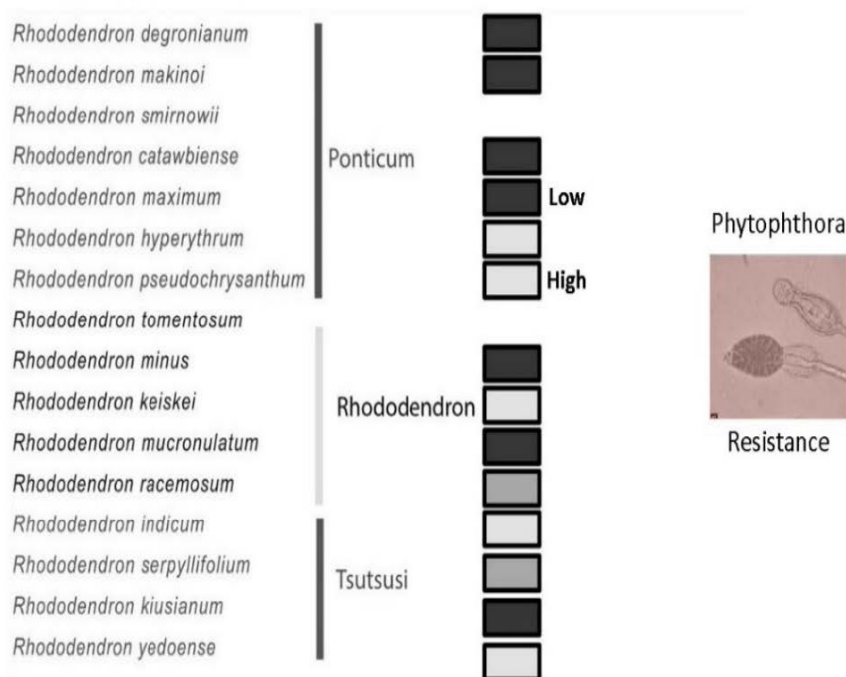 Rhododendron degronianum
Rhododendron makinoi
Rhododendron smirnowii
Rhododendron catawbiense
Rhododendron maximum
Rhododendron hyperythrum
Rhododendron pseudochrysanthum
Rhododendron tomentosum
Rhododendron minus
Rhododendron keiskei
Rhododendron mucronulatum
Rhododendron racemosum
Rhododendron indicum
Rhododendron serpyllifolium
Rhododendron kiusianum
Rhododendron yedoense
Ponticum
Rhododendron
Tsutsusi
Low
High
Phytophthora
Resistance